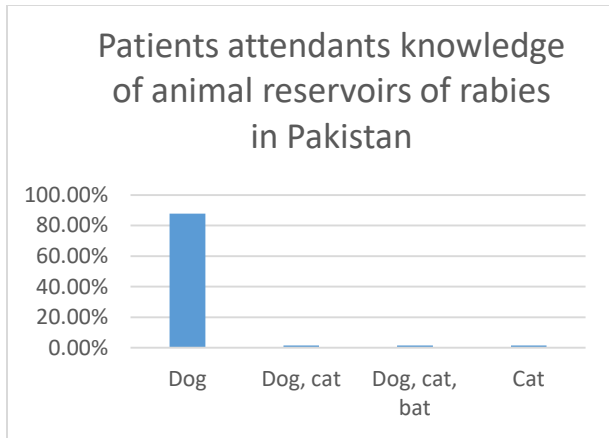 Patients attendants knowledge
of animal reservoirs of rabies
in Pakistan
100.00%
80.00%
60.00%
40.00%
20.00%
0.00%
Dog
Dog, cat
Dog, cat,
bat
Cat